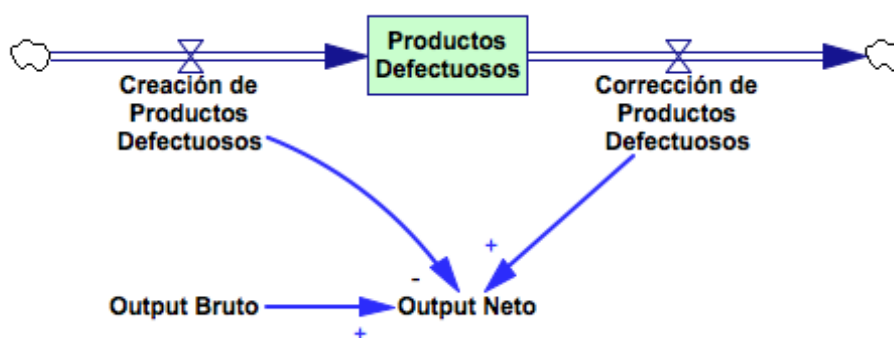 Productos
Defectuosos
Creación de
Productos
Defectuosos
Corrección de
Productos
Defectuosos
+
-
Output Bruto
Output Neto
+